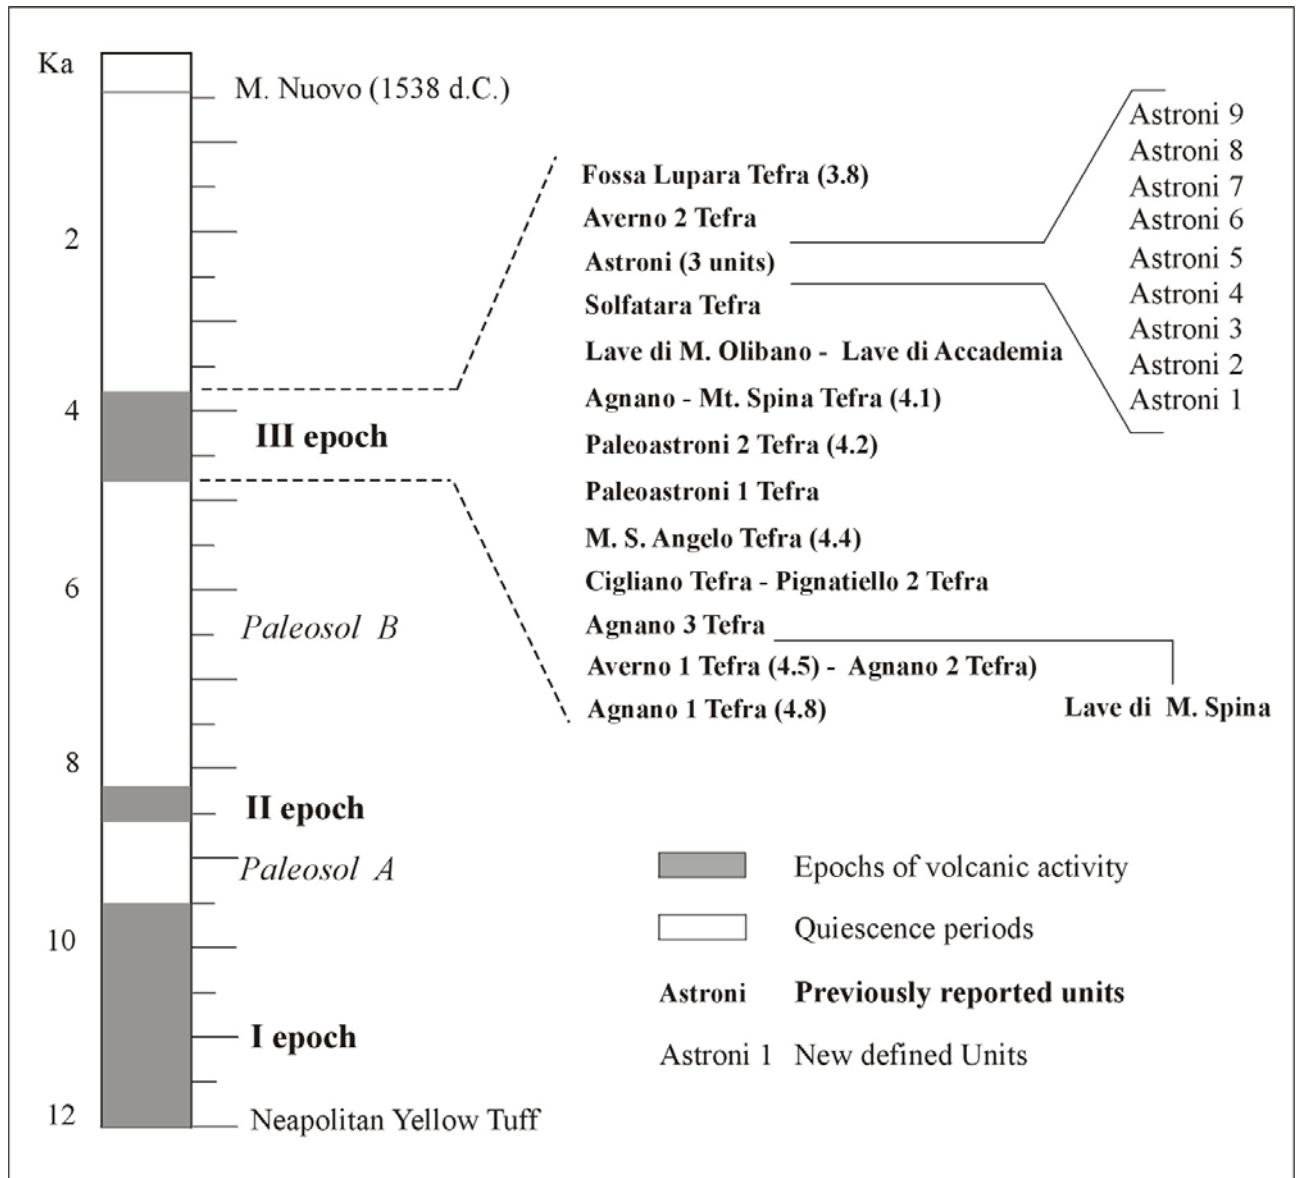 Ka
M. Nuovo (1538 d.C.)
2
4
III epoch
6
Paleosol B
8
II epoch
Paleosol A
10
I epoch
12
Neapolitan Yellow Tuff
Fossa Lupara Tefra (3.8)
Averno 2 Tefra
Astroni (3 units)
Solfatara Tefra
Lave di M. Olibano - Lave di Accademia
Agnano - Mt. Spina Tefra (4.1)
Paleoastroni 2 Tefra (4.2)
Paleoastroni 1 Tefra
M. S. Angelo Tefra (4.4)
Cigliano Tefra - Pignatiello 2 Tefra
Agnano 3 Tefra
Averno 1 Tefra (4.5) - Agnano 2 Tefra)
Agnano 1 Tefra (4.8)
Lave di M. Spina
Astroni 9
Astroni 8
Astroni 7
Astroni 6
Astroni 5
Astroni 4
Astroni 3
Astroni 2
Astroni 1
Epochs of volcanic activity
Quiescence periods
Astroni Previously reported units
Astroni 1 New defined Units